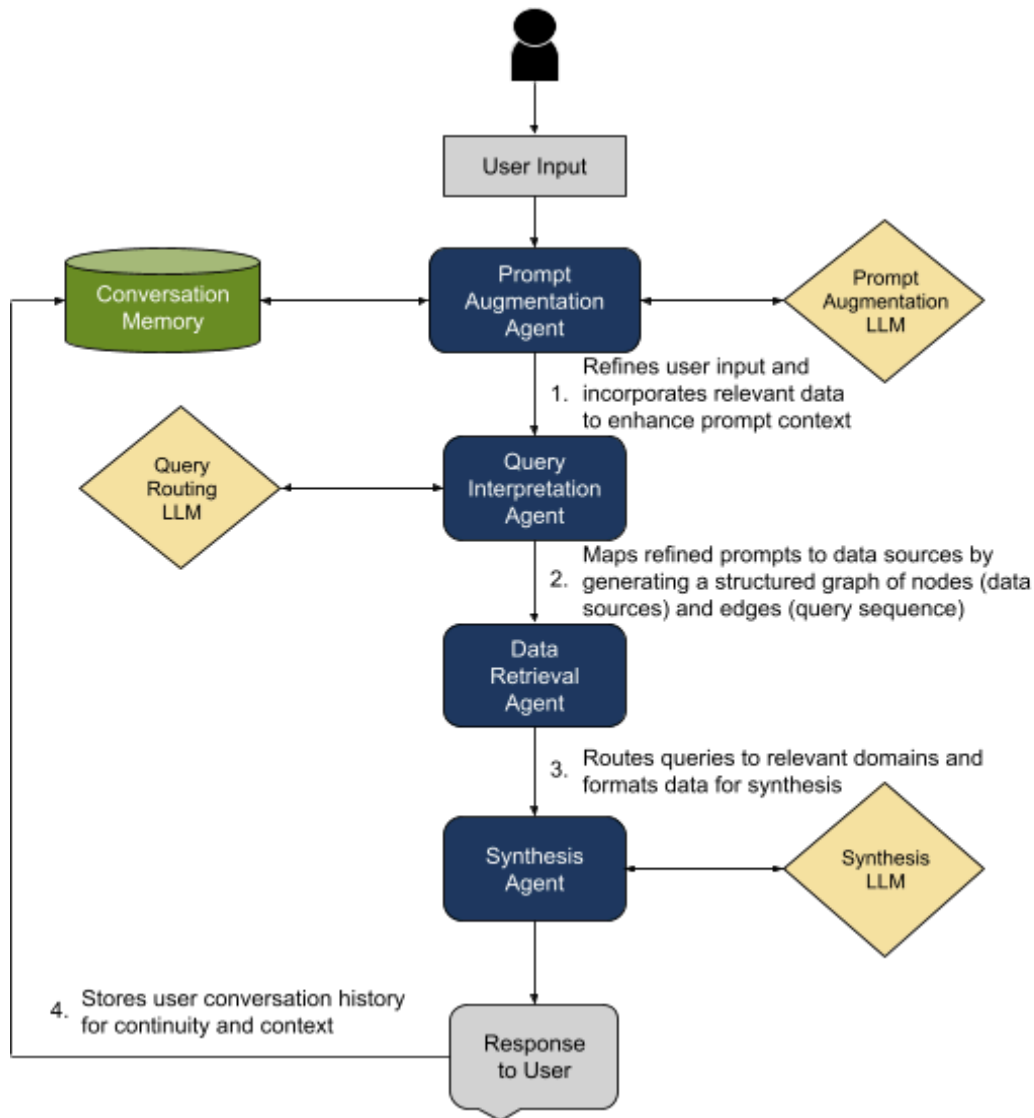 User Input
Conversation
Memory
Prompt
Augmentation
Agent
Prompt
Augmentation
LLM
1.
Refines user input and
incorporates relevant data
to enhance prompt context
Query
Routing
LLM
Query
Interpretation
Agent
2.
Maps refined prompts to data sources by
generating a structured graph of nodes (data
sources) and edges (query sequence)
Data
Retrieval
Agent
3.
Routes queries to relevant domains and
formats data for synthesis
Synthesis
Agent
Synthesis
LLM
4.
Stores user conversation history
for continuity and context
Response
to User